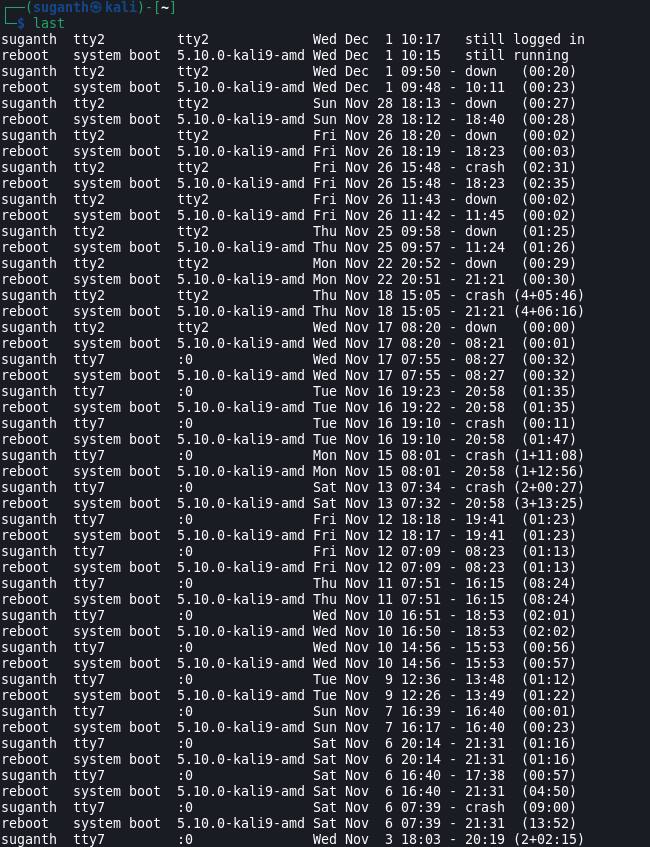 ┌──(suganth㉿kali)-[~]
└─$ last
suganth  tty2         tty2             Wed Dec  1 10:17   still logged in
reboot   system boot  5.10.0-kali9-amd Wed Dec  1 10:15   still running
suganth  tty2         tty2             Wed Dec  1 09:50 - down   (00:20)
reboot   system boot  5.10.0-kali9-amd Wed Dec  1 09:48 - 10:11  (00:23)
suganth  tty2         tty2             Sun Nov 28 18:13 - down   (00:27)
reboot   system boot  5.10.0-kali9-amd Sun Nov 28 18:12 - 18:40  (00:28)
suganth  tty2         tty2             Fri Nov 26 18:20 - down   (00:02)
reboot   system boot  5.10.0-kali9-amd Fri Nov 26 18:19 - 18:23  (00:03)
suganth  tty2         tty2             Fri Nov 26 15:48 - crash  (02:31)
reboot   system boot  5.10.0-kali9-amd Fri Nov 26 15:48 - 18:23  (02:35)
suganth  tty2         tty2             Fri Nov 26 11:43 - down   (00:02)
reboot   system boot  5.10.0-kali9-amd Fri Nov 26 11:42 - 11:45  (00:02)
suganth  tty2         tty2             Thu Nov 25 09:58 - down   (01:25)
reboot   system boot  5.10.0-kali9-amd Thu Nov 25 09:57 - 11:24  (01:26)
suganth  tty2         tty2             Mon Nov 22 20:52 - down   (00:29)
reboot   system boot  5.10.0-kali9-amd Mon Nov 22 20:51 - 21:21  (00:30)
suganth  tty2         tty2             Thu Nov 18 15:05 - crash (4+05:46)
reboot   system boot  5.10.0-kali9-amd Thu Nov 18 15:05 - 21:21 (4+06:16)
suganth  tty2         tty2             Wed Nov 17 08:20 - down   (00:00)
reboot   system boot  5.10.0-kali9-amd Wed Nov 17 08:20 - 08:21  (00:01)
suganth  tty7         :0               Wed Nov 17 07:55 - 08:27  (00:32)
reboot   system boot  5.10.0-kali9-amd Wed Nov 17 07:55 - 08:27  (00:32)
suganth  tty7         :0               Tue Nov 16 19:23 - 20:58  (01:35)
reboot   system boot  5.10.0-kali9-amd Tue Nov 16 19:22 - 20:58  (01:35)
suganth  tty7         :0               Tue Nov 16 19:10 - crash  (00:11)
reboot   system boot  5.10.0-kali9-amd Tue Nov 16 19:10 - 20:58  (01:47)
suganth  tty7         :0               Mon Nov 15 08:01 - crash (1+11:08)
reboot   system boot  5.10.0-kali9-amd Mon Nov 15 08:01 - 20:58 (1+12:56)
suganth  tty7         :0               Sat Nov 13 07:34 - crash (2+00:27)
reboot   system boot  5.10.0-kali9-amd Sat Nov 13 07:32 - 20:58 (3+13:25)
suganth  tty7         :0               Fri Nov 12 18:18 - 19:41  (01:23)
reboot   system boot  5.10.0-kali9-amd Fri Nov 12 18:17 - 19:41  (01:23)
suganth  tty7         :0               Fri Nov 12 07:09 - 08:23  (01:13)
reboot   system boot  5.10.0-kali9-amd Fri Nov 12 07:09 - 08:23  (01:13)
suganth  tty7         :0               Thu Nov 11 07:51 - 16:15  (08:24)
reboot   system boot  5.10.0-kali9-amd Thu Nov 11 07:51 - 16:15  (08:24)
suganth  tty7         :0               Wed Nov 10 16:51 - 18:53  (02:01)
reboot   system boot  5.10.0-kali9-amd Wed Nov 10 16:50 - 18:53  (02:02)
suganth  tty7         :0               Wed Nov 10 14:56 - 15:53  (00:56)
reboot   system boot  5.10.0-kali9-amd Wed Nov 10 14:56 - 15:53  (00:57)
suganth  tty7         :0               Tue Nov  9 12:36 - 13:48  (01:12)
reboot   system boot  5.10.0-kali9-amd Tue Nov  9 12:26 - 13:49  (01:22)
suganth  tty7         :0               Sun Nov  7 16:39 - 16:40  (00:01)
reboot   system boot  5.10.0-kali9-amd Sun Nov  7 16:17 - 16:40  (00:23)
suganth  tty7         :0               Sat Nov  6 20:14 - 21:31  (01:16)
reboot   system boot  5.10.0-kali9-amd Sat Nov  6 20:14 - 21:31  (01:16)
suganth  tty7         :0               Sat Nov  6 16:40 - 17:38  (00:57)
reboot   system boot  5.10.0-kali9-amd Sat Nov  6 16:40 - 21:31  (04:50)
suganth  tty7         :0               Sat Nov  6 07:39 - crash  (09:00)
reboot   system boot  5.10.0-kali9-amd Sat Nov  6 07:39 - 21:31  (13:52)
suganth  tty7         :0               Wed Nov  3 18:03 - 20:19 (2+02:15)